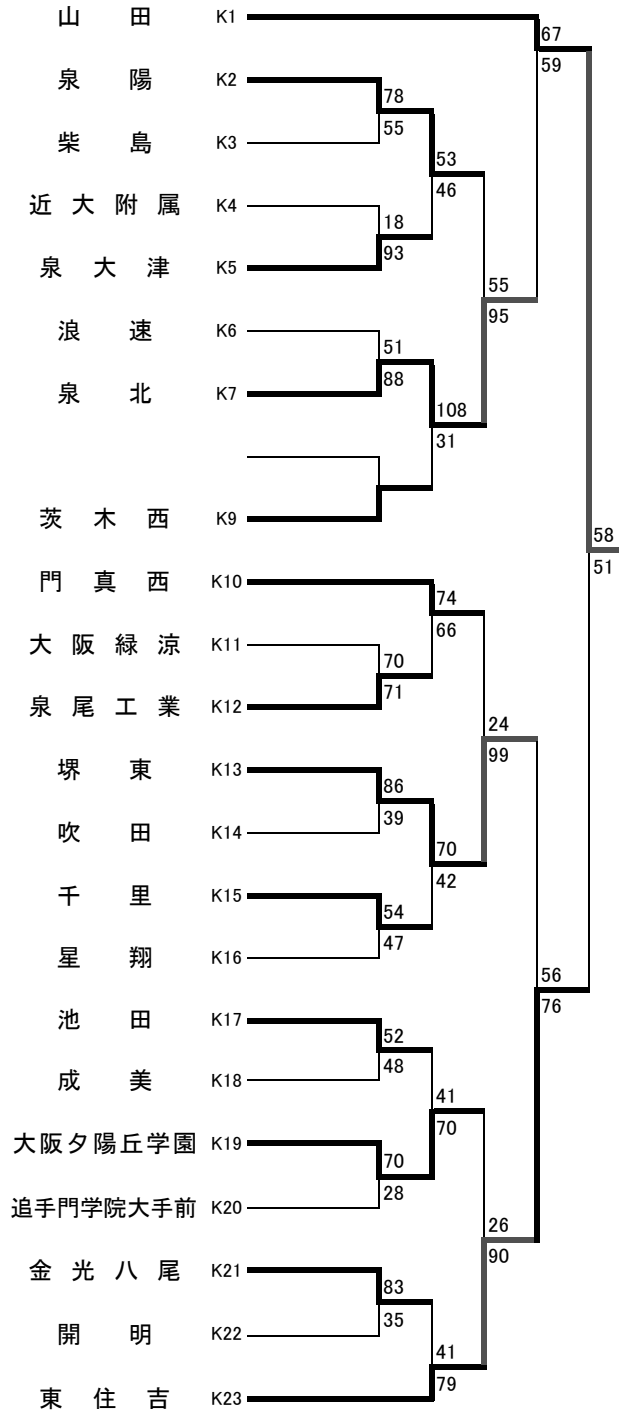 山田 K1
67
59
泉陽 K2
78
55
柴島 K3
53
46
近大附属 K4
18
93
泉大津 K5
55
95
浪速 K6
51
88
泉北 K7
108
31
茨木西 K9
58
51
門真西 K10
74
66
大阪緑涼 K11
70
71
泉尾工業 K12
24
99
堺東 K13
86
39
吹田 K14
70
42
千里 K15
54
47
星翔 K16
56
76
池田 K17
52
48
成美 K18
41
70
大阪夕陽丘学園 K19
70
28
追手門学院大手前 K20
26
90
金光八尾 K21
83
35
開明 K22
41
79
東住吉 K23